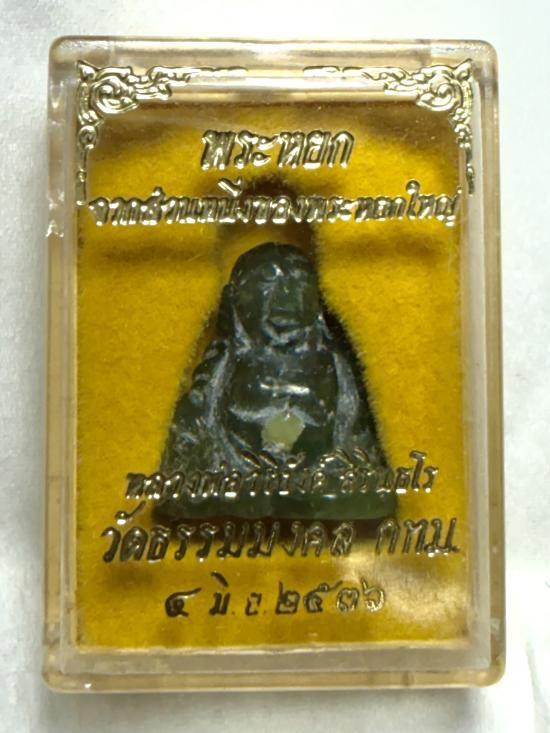 พระหยก
จากส่วนหนึ่งของพระหยกใหญ่
หลวงพ่อวิริยังค์ สิรินฺธโร
วัดธรรมมงคล กทม.
๔ มิ.ย. ๒๕๓๖